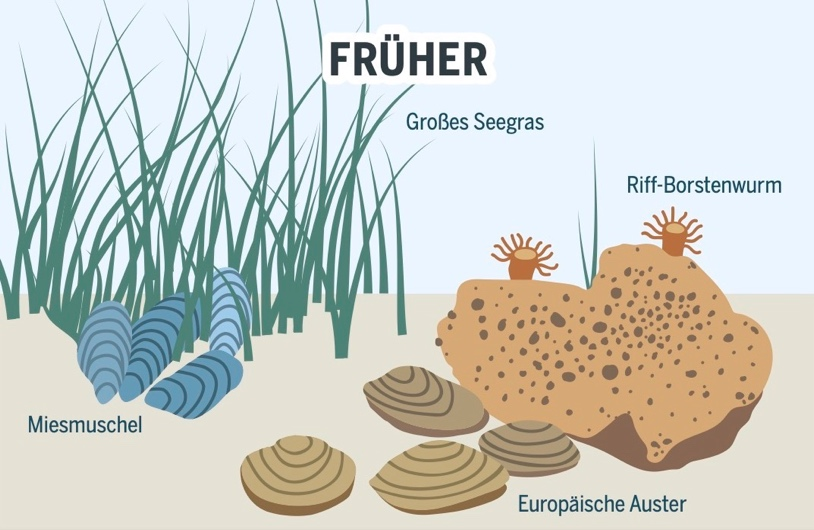 FRÜHER
Großes Seegras
Riff-Borstenwurm
Miesmuschel
Europäische Auster